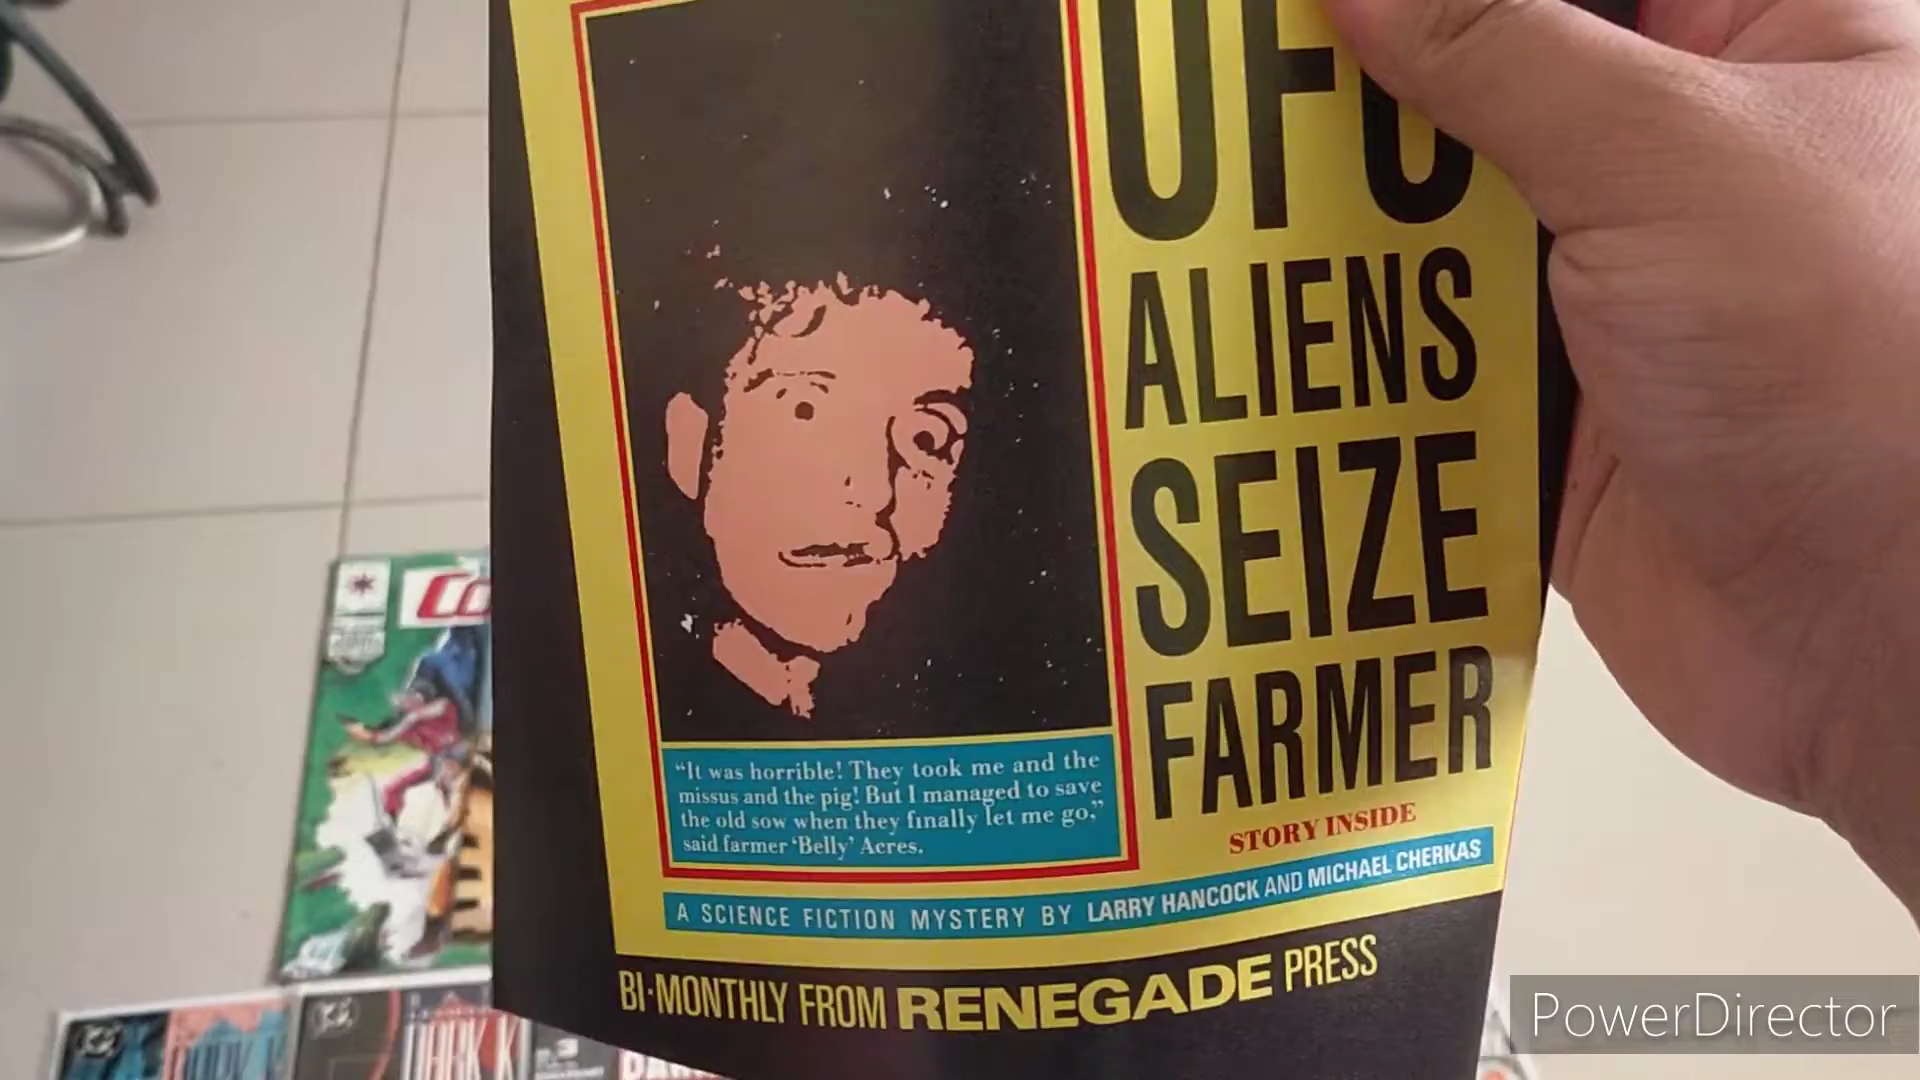 UFO
ALIENS
SEIZE
FARMER
STORY INSIDE
“It was horrible! They took me and the
missus and the pig! But I managed to save
the old sow when they finally let me go,”
said farmer ‘Belly’ Acres.
A SCIENCE FICTION MYSTERY BY LARRY HANCOCK AND MICHAEL CHERKAS
BI·MONTHLY FROM RENEGADE PRESS
DARK K
PowerDirector